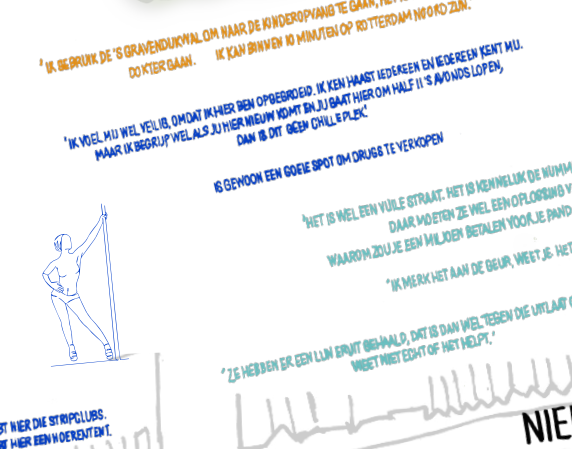 "IK GEBRUIK DE 'S GRAVENDIJKWAL OM NAAR DE KINDEROPVANG TE GAAN,
DOKTER GAAN. IK KAN BINNEN 10 MINUTEN OP ROTTERDAM NOORD ZIJN."
"IK VOEL MIJ WEL VEILIG, OMDAT IK HIER BEN OPGEGROEID. IK KEN HAAST IEDEREEN EN IEDEREEN KENT MIJ.
MAAR IK BEGRIJP WEL ALS JIJ HIER NIEUW KOMT EN JIJ GAAT HIER OM HALF 11 'S AVONDS LOPEN,
DAN IS DIT GEEN CHILLE PLEK."
IS GEWOON EEN GOEIE SPOT OM DRUGS TE VERKOPEN
"HET IS WEL EEN VUILE STRAAT. HET IS KENNELIJK DE
DAAR MOETEN ZE WEL EEN OPLOSSING
WAAROM ZOU JE EEN MILJOEN BETALEN VOOR JE PAND
"IK MERK HET AAN DE GEUR, WEET JE. HET
"ZE HEBBEN ER EEN LIJN ERUIT GEHAALD, DAT IS DAN WEL TEGEN DIE UITLAAT
WEET NIET ECHT OF HET HELPT."
HIER DIE STRIPCLUBS.
HIER EEN HOERENTENT.